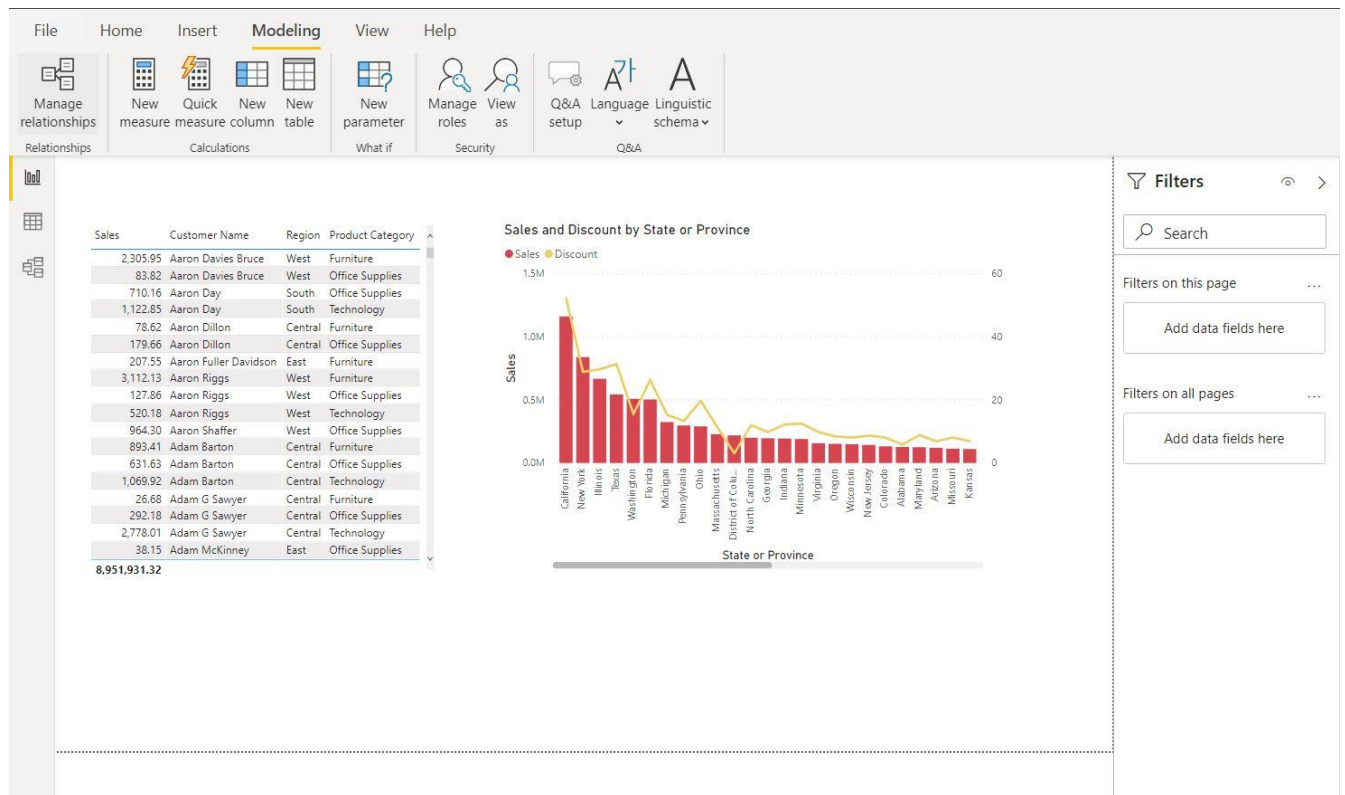 File Home Insert Modeling View Help
Manage relationships
New measure
Quick measure
New column
New table
New parameter
Manage roles
View as
Q&A setup
Language
Linguistic schema
Relationships Calculations What if Security Q&A
Sales Customer Name Region Product Category
2,305.95 Aaron Davies Bruce West Furniture
83.82 Aaron Davies Bruce West Office Supplies
710.16 Aaron Day South Office Supplies
1,122.85 Aaron Day South Technology
78.62 Aaron Dillon Central Furniture
179.66 Aaron Dillon Central Office Supplies
207.55 Aaron Fuller Davidson East Furniture
3,112.13 Aaron Riggs West Furniture
127.86 Aaron Riggs West Office Supplies
520.18 Aaron Riggs West Technology
964.30 Aaron Shaffer West Office Supplies
893.41 Adam Barton Central Furniture
631.63 Adam Barton Central Office Supplies
1,069.92 Adam Barton Central Technology
26.68 Adam G Sawyer Central Furniture
292.18 Adam G Sawyer Central Office Supplies
2,778.01 Adam G Sawyer Central Technology
38.15 Adam McKinney East Office Supplies
8,951,931.32
Sales and Discount by State or Province
Sales Discount
1.5M 60
1.0M 40
0.5M 20
0.0M 0
Sales
California
New York
Illinois
Texas
Washington
Florida
Michigan
Pennsylvania
Ohio
Massachusetts
District of Colu...
North Carolina
Georgia
Indiana
Minnesota
Virginia
Oregon
Wisconsin
New Jersey
Colorado
Alabama
Maryland
Arizona
Missouri
Kansas
State or Province
Filters
Search
Filters on this page ...
Add data fields here
Filters on all pages ...
Add data fields here